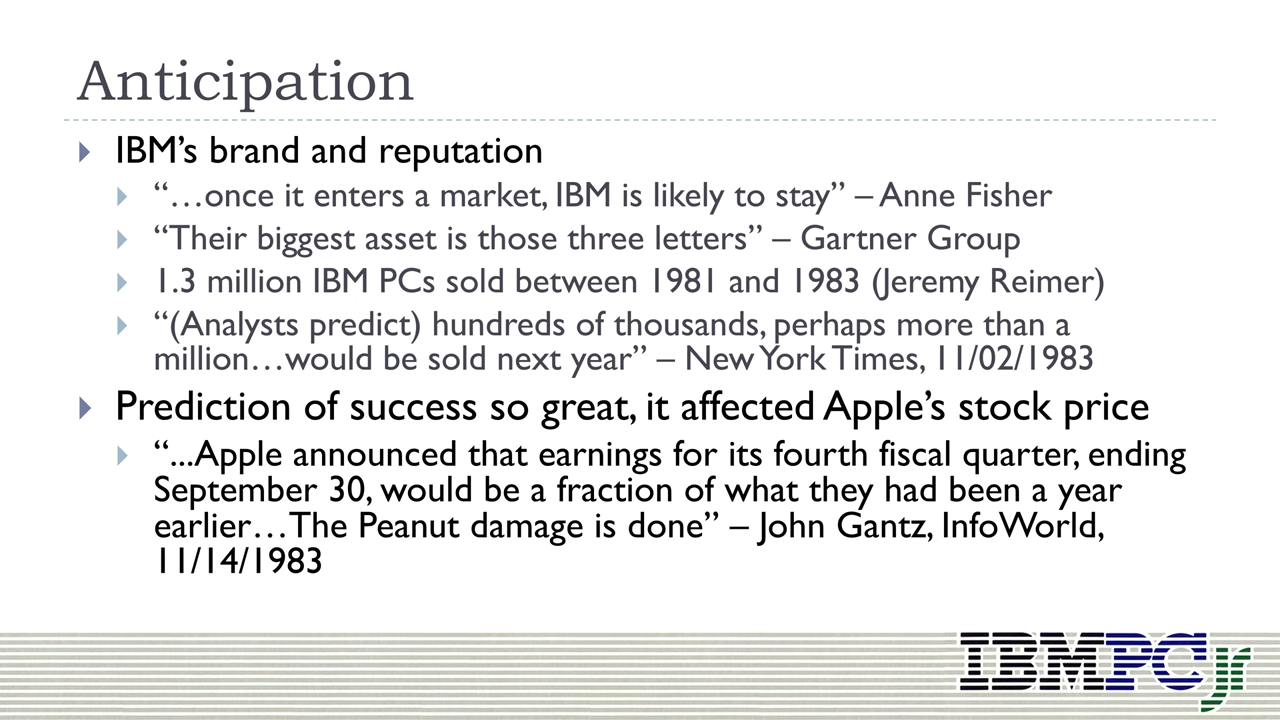 Anticipation
IBM’s brand and reputation
“…once it enters a market, IBM is likely to stay” – Anne Fisher
“Their biggest asset is those three letters” – Gartner Group
1.3 million IBM PCs sold between 1981 and 1983 (Jeremy Reimer)
“(Analysts predict) hundreds of thousands, perhaps more than a
million…would be sold next year” – New York Times, 11/02/1983
Prediction of success so great, it affected Apple’s stock price
“...Apple announced that earnings for its fourth fiscal quarter, ending
September 30, would be a fraction of what they had been a year
earlier…The Peanut damage is done” – John Gantz, InfoWorld,
11/14/1983
IBM PCjr